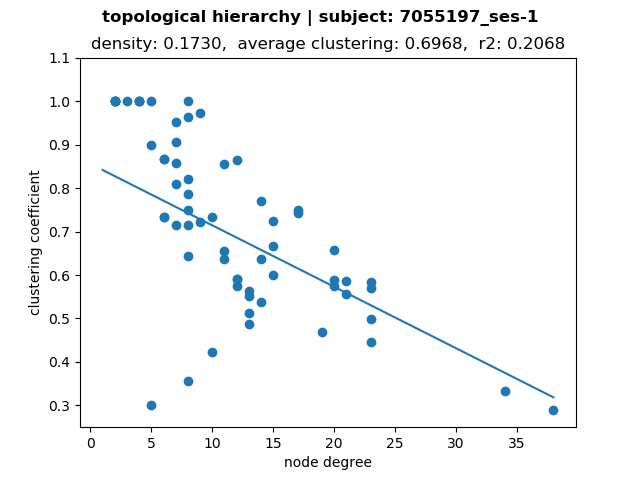 topological hierarchy | subject: 7055197_ses-1
density: 0.1730,  average clustering: 0.6968,  r2: 0.2068
1.1
1.0
0.9
0.8
0.7
0.6
0.5
0.4
0.3
clustering coefficient
0 5 10 15 20 25 30 35
node degree